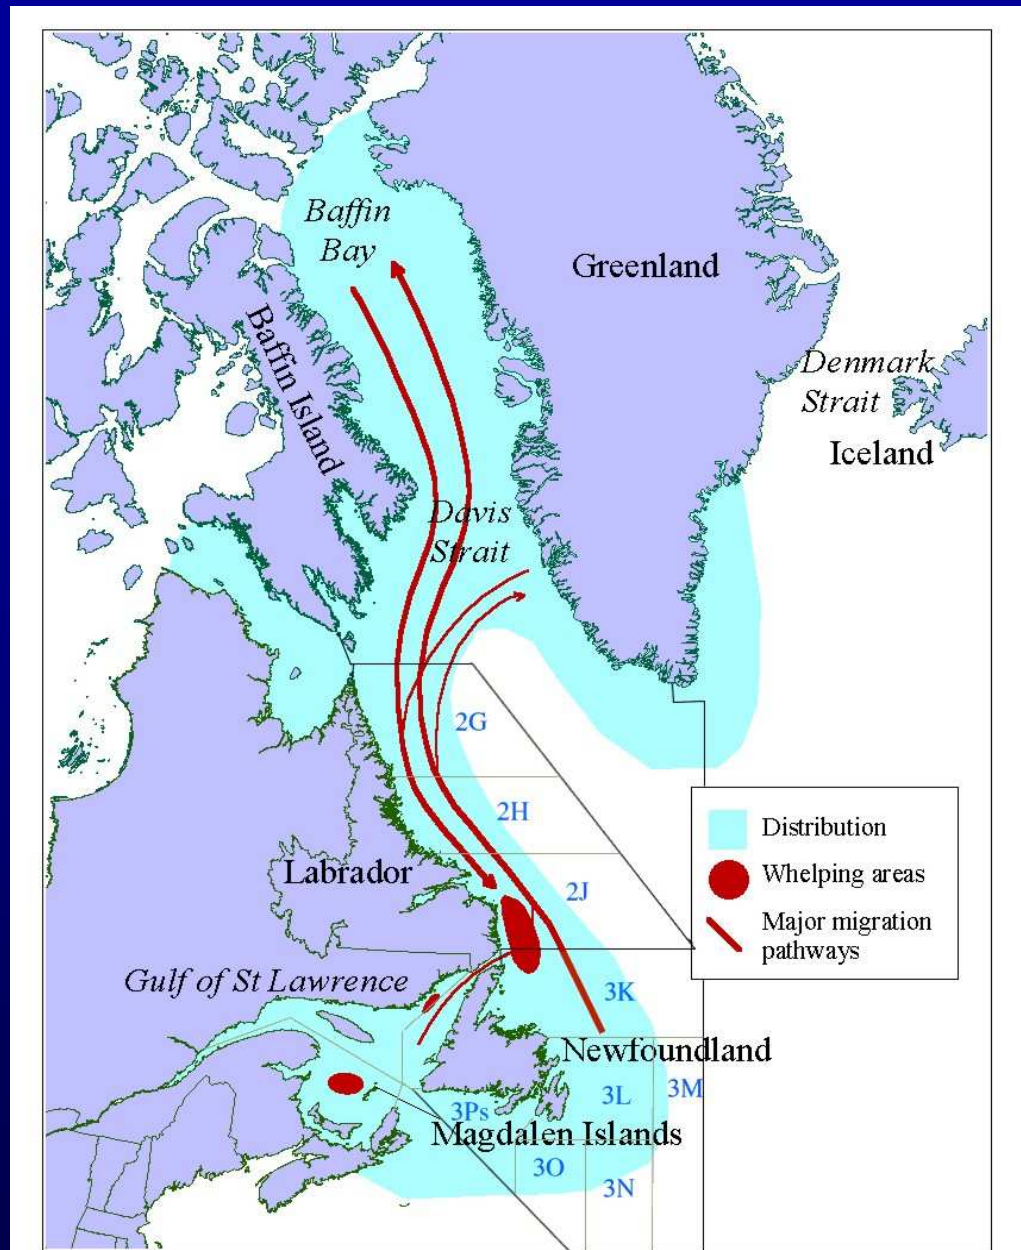 Baffin
Bay
Greenland
Baffin Island
Denmark
Strait
Iceland
Davis
Strait
2G
2H
Distribution
Whelping areas
Major migration
pathways
Labrador
2J
Gulf of St Lawrence
3K
Newfoundland
3L
3M
3Ps
Magdalen Islands
3O
3N